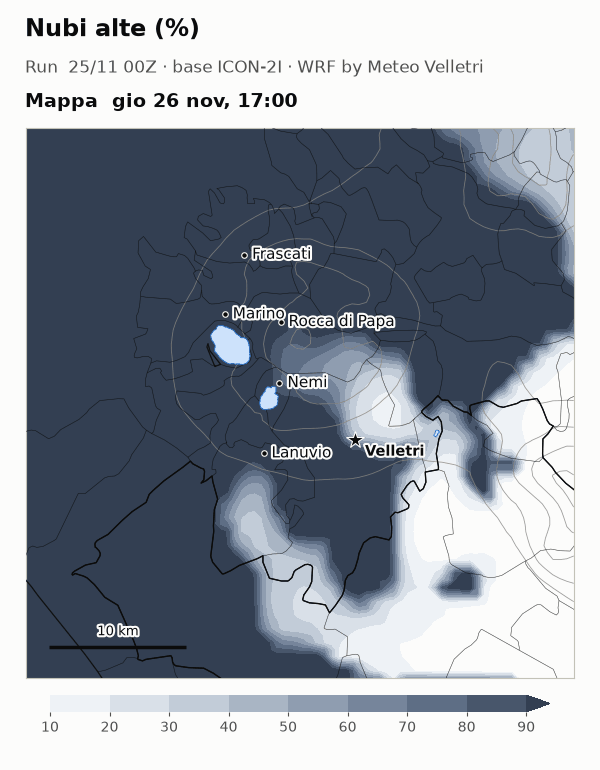 Nubi alte (%)
Run  25/11 00Z · base ICON-2I · WRF by Meteo Velletri
Mappa  gio 26 nov, 17:00
Frascati
Marino
Rocca di Papa
Nemi
Velletri
Lanuvio
10 km
10 20 30 40 50 60 70 80 90